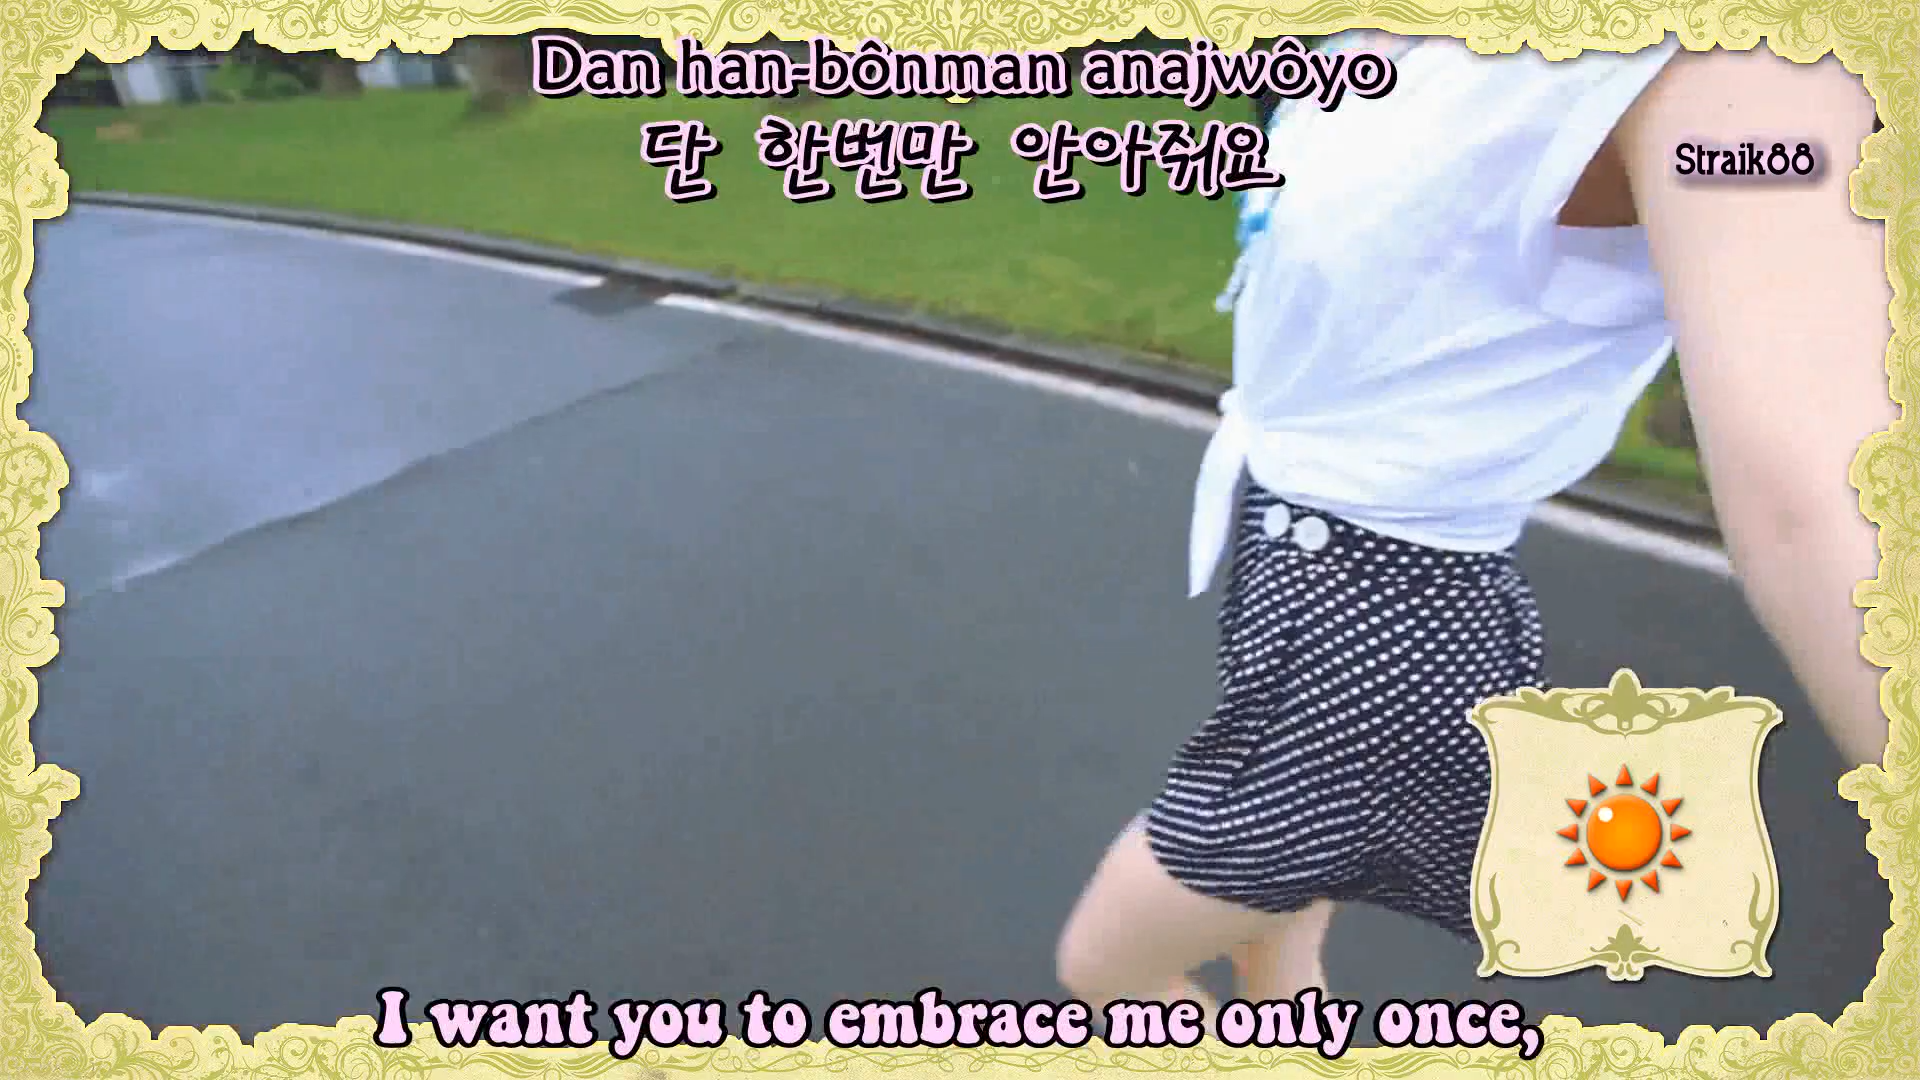 Dan han-bônman anajwôyo
단 한번만 안아줘요
Straik88
I want you to embrace me only once,